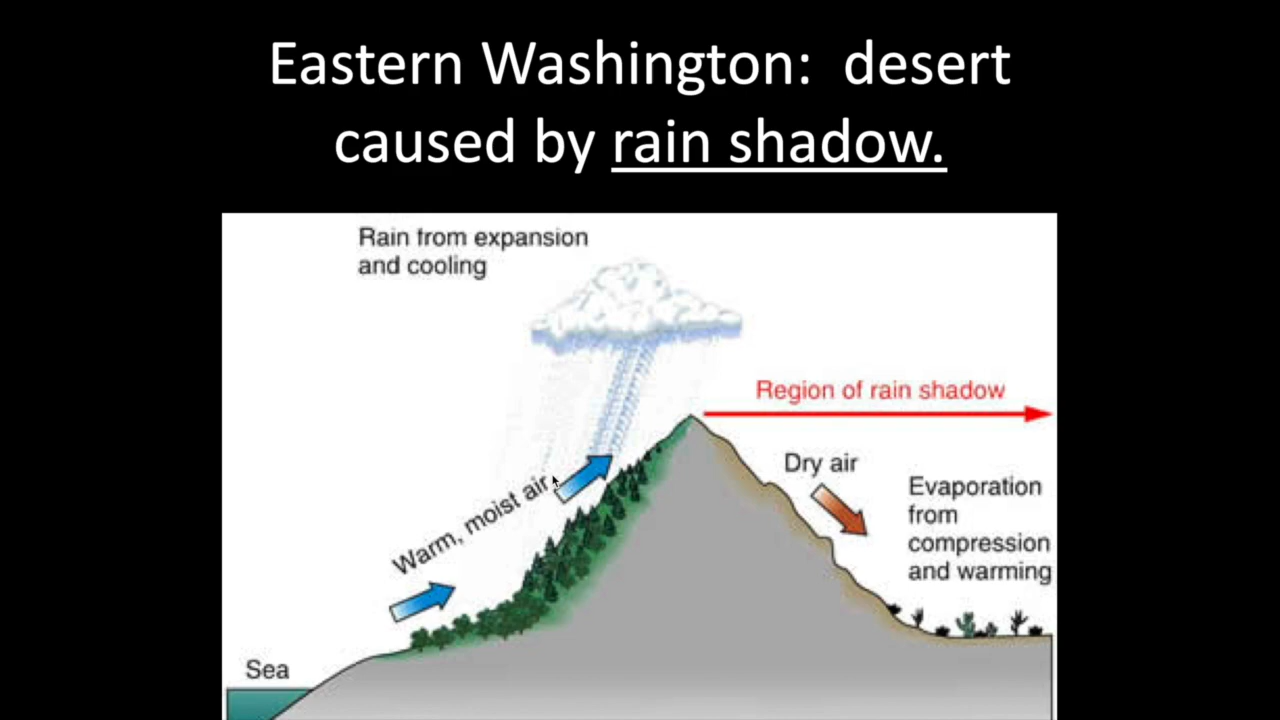 Eastern Washington:  desert
caused by rain shadow.
Rain from expansion
and cooling
Region of rain shadow
Dry air
Evaporation
from
compression
and warming
Warm, moist air
Sea